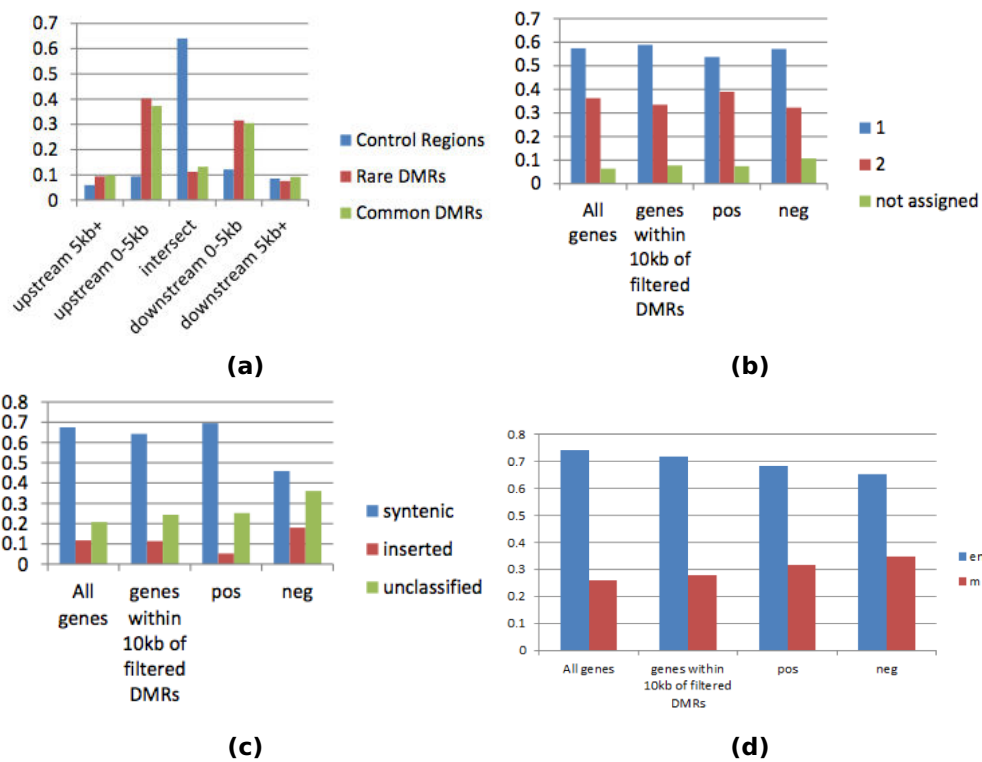 0.7
0.6
0.5
0.4
0.3
0.2
0.1
0
upstream 5kb+
upstream 0-5kb
intersect
downstream 0-5kb
downstream 5kb+
Control Regions
Rare DMRs
Common DMRs
(a)
0.7
0.6
0.5
0.4
0.3
0.2
0.1
0
All
genes
genes
within
10kb of
filtered
DMRs
pos
neg
1
2
not assigned
(b)
0.8
0.7
0.6
0.5
0.4
0.3
0.2
0.1
0
All
genes
genes
within
10kb of
filtered
DMRs
pos
neg
syntenic
inserted
unclassified
(c)
0.8
0.7
0.6
0.5
0.4
0.3
0.2
0.1
0
All genes
genes within
10kb of filtered
DMRs
pos
neg
m
(d)